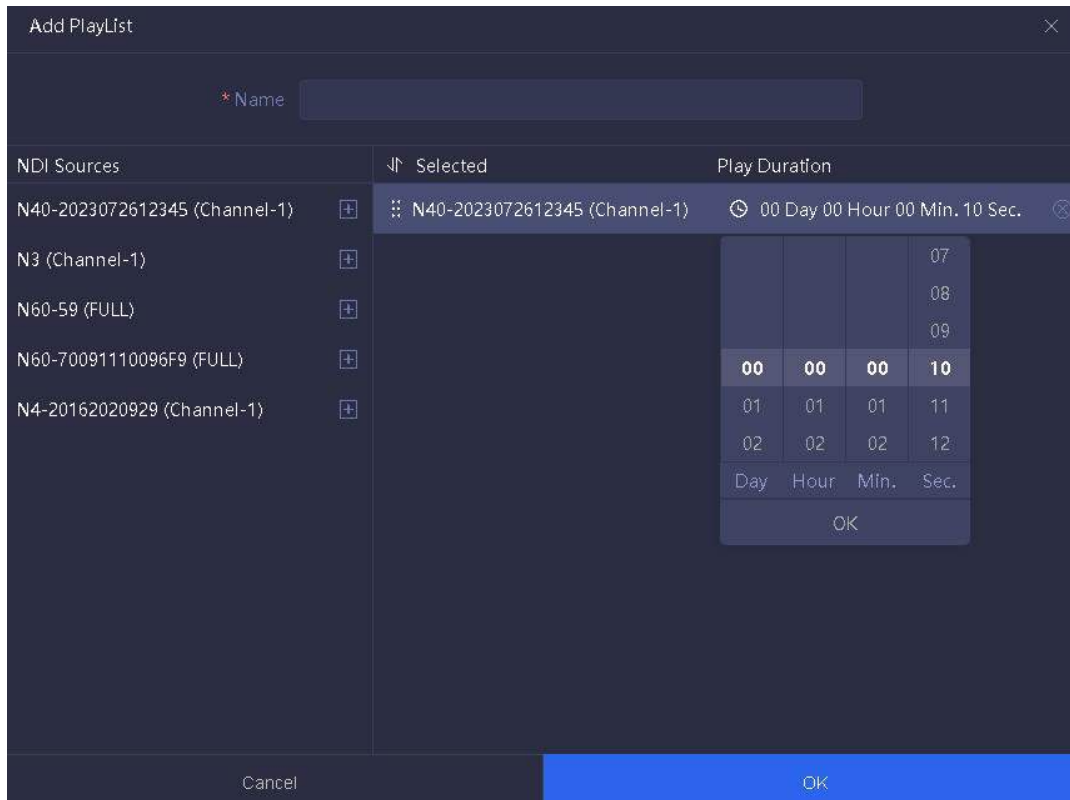 Add PlayList
* Name
NDI Sources Selected Play Duration
N40-2023072612345 (Channel-1) N40-2023072612345 (Channel-1) 00 Day 00 Hour 00 Min. 10 Sec.
N3 (Channel-1) 07
08
N60-59 (FULL) 09
N60-70091110096F9 (FULL) 00 00 00 10
N4-20162020929 (Channel-1) 01 01 01 11
02 02 02 12
Day Hour Min. Sec.
OK
Cancel OK